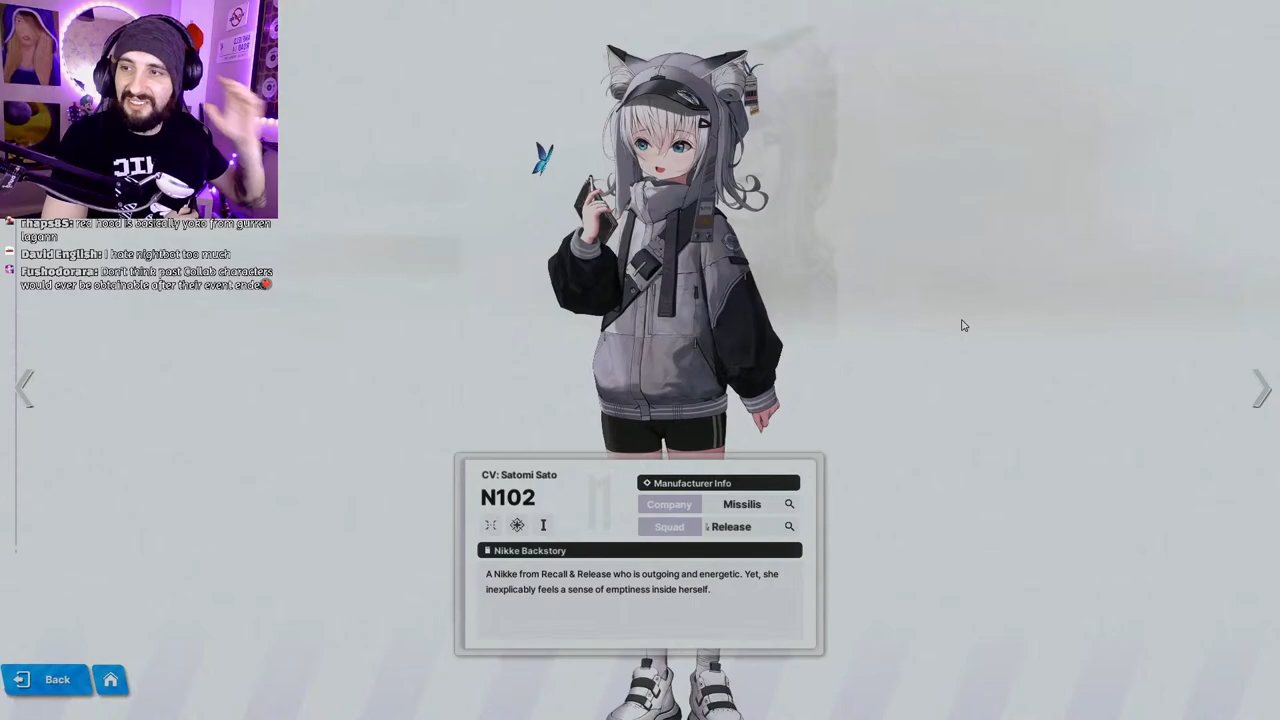 rhaps85: red hood is basically yoko from gurren
lagann
David English: I hate nightbot too much
Fushodorara: Don't think past Collab characters
would ever be obtainable after their event ends
CV: Satomi Sato
N102
Manufacturer Info
Company Missilis
Squad Release
Nikke Backstory
A Nikke from Recall & Release who is outgoing and energetic. Yet, she
inexplicably feels a sense of emptiness inside herself.
Back